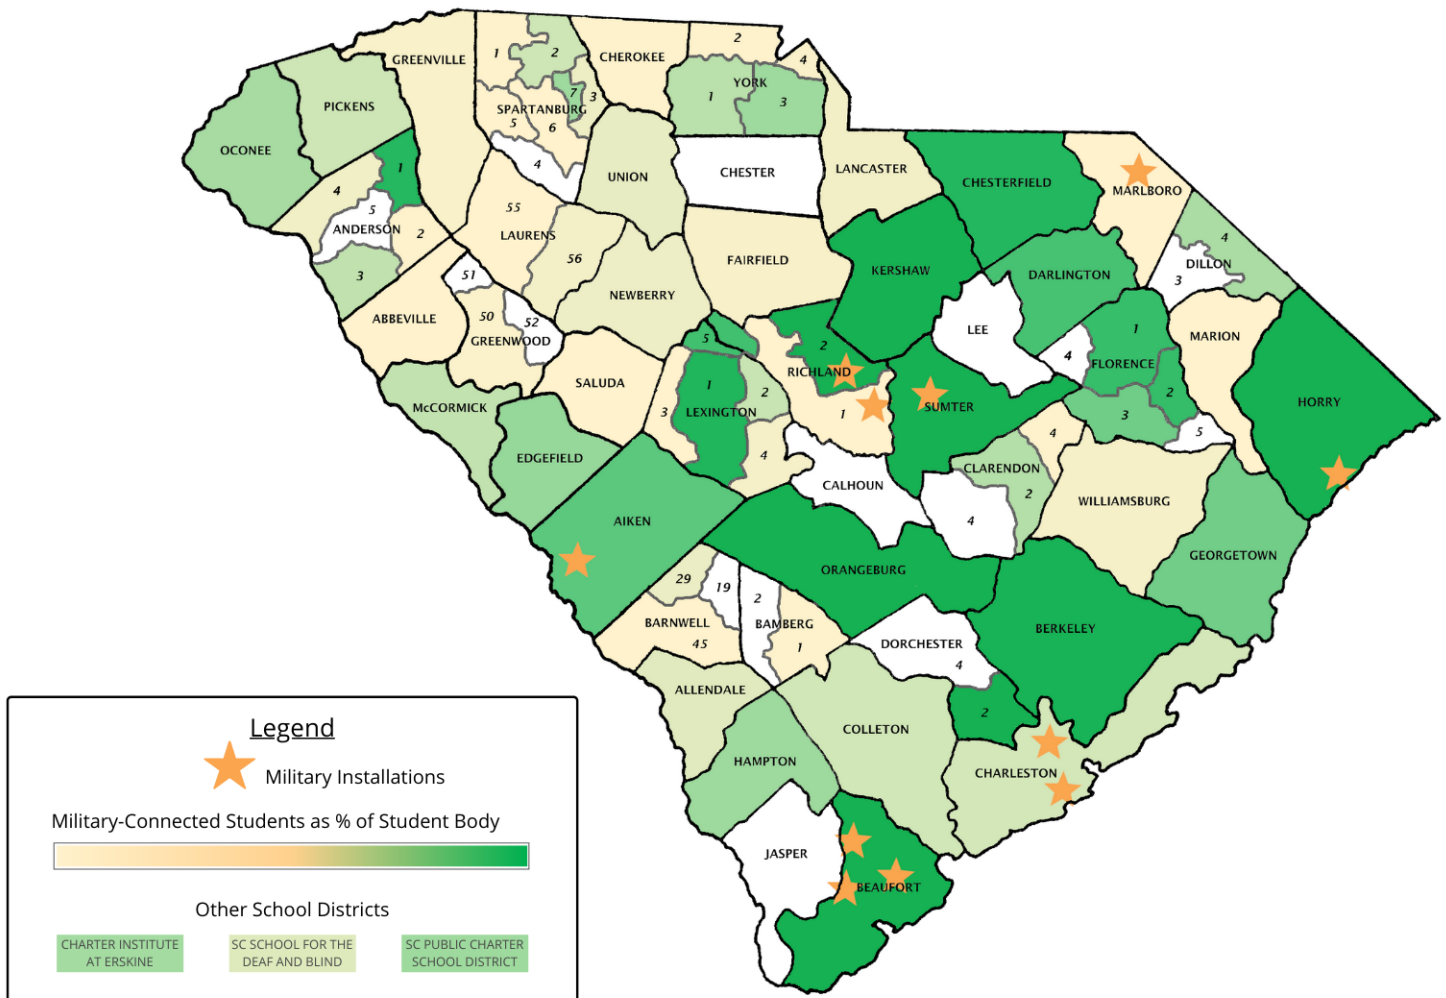 GREENVILLE
1
2
CHEROKEE
2
4
YORK
1
3
PICKENS
7
3
SPARTANBURG
5
6
4
OCONEE
1
4
5
ANDERSON
2
3
UNION
CHESTER
LANCASTER
CHESTERFIELD
MARLBORO
55
LAURENS
56
51
ABBEVILLE
50
52
GREENWOOD
NEWBERRY
FAIRFIELD
KERSHAW
DARLINGTON
4
DILLON
3
LEE
4
1
FLORENCE
2
3
5
MARION
HORRY
SALUDA
McCORMICK
EDGEFIELD
5
1
2
LEXINGTON
3
4
2
RICHLAND
1
SUMTER
4
CLARENDON
2
4
CALHOUN
WILLIAMSBURG
GEORGETOWN
AIKEN
ORANGEBURG
29
19
2
BARNWELL
45
BAMBERG
1
DORCHESTER
4
2
BERKELEY
ALLENDALE
COLLETON
HAMPTON
CHARLESTON
JASPER
BEAUFORT
Legend
Military Installations
Military-Connected Students as % of Student Body
Other School Districts
CHARTER INSTITUTE
AT ERSKINE
SC SCHOOL FOR THE
DEAF AND BLIND
SC PUBLIC CHARTER
SCHOOL DISTRICT